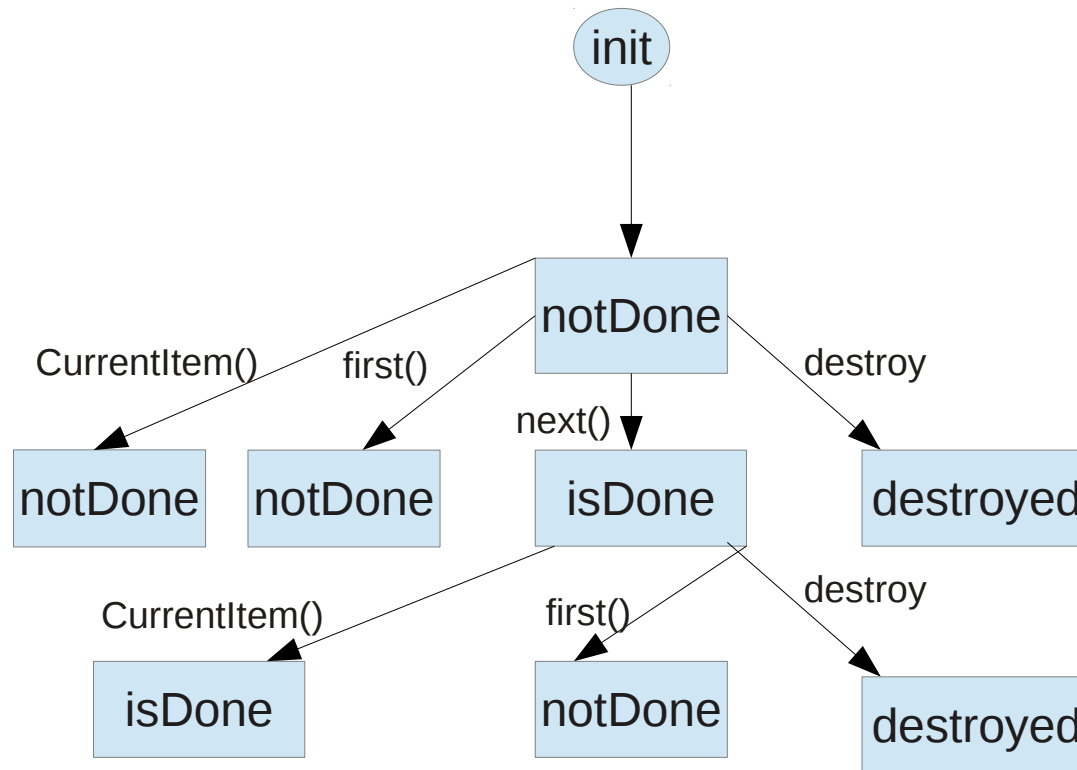 init
notDone
CurrentItem()
first()
destroy
next()
notDone
notDone
isDone
destroyed
CurrentItem()
first()
destroy
isDone
notDone
destroyed